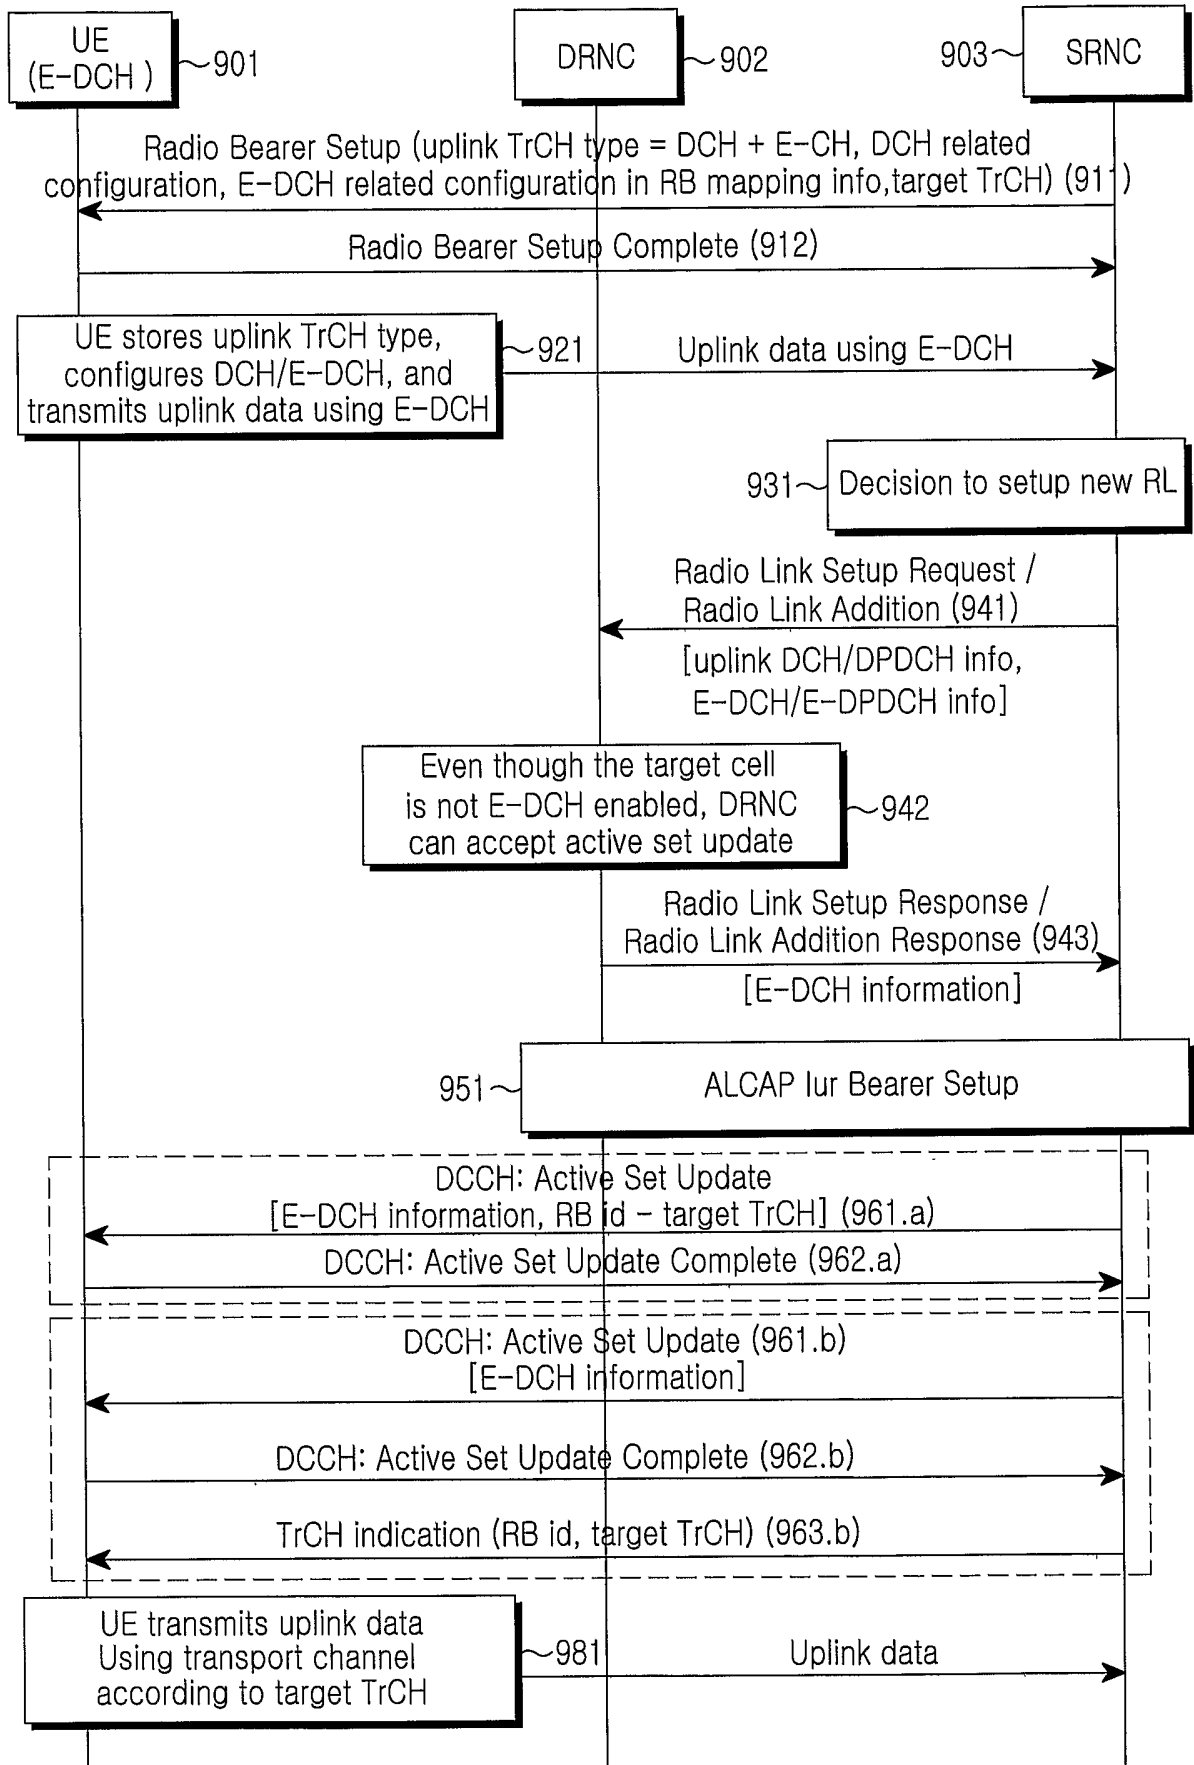 UE
(E-DCH )
901
DRNC
902
903
SRNC
Radio Bearer Setup (uplink TrCH type = DCH + E-CH, DCH related
configuration, E-DCH related configuration in RB mapping info,target TrCH) (911)
Radio Bearer Setup Complete (912)
UE stores uplink TrCH type,
configures DCH/E-DCH, and
transmits uplink data using E-DCH
921
Uplink data using E-DCH
931
Decision to setup new RL
Radio Link Setup Request /
Radio Link Addition (941)
[uplink DCH/DPDCH info,
E-DCH/E-DPDCH info]
Even though the target cell
is not E-DCH enabled, DRNC
can accept active set update
942
Radio Link Setup Response /
Radio Link Addition Response (943)
[E-DCH information]
951
ALCAP Iur Bearer Setup
DCCH: Active Set Update
[E-DCH information, RB id - target TrCH] (961.a)
DCCH: Active Set Update Complete (962.a)
DCCH: Active Set Update (961.b)
[E-DCH information]
DCCH: Active Set Update Complete (962.b)
TrCH indication (RB id, target TrCH) (963.b)
UE transmits uplink data
Using transport channel
according to target TrCH
981
Uplink data